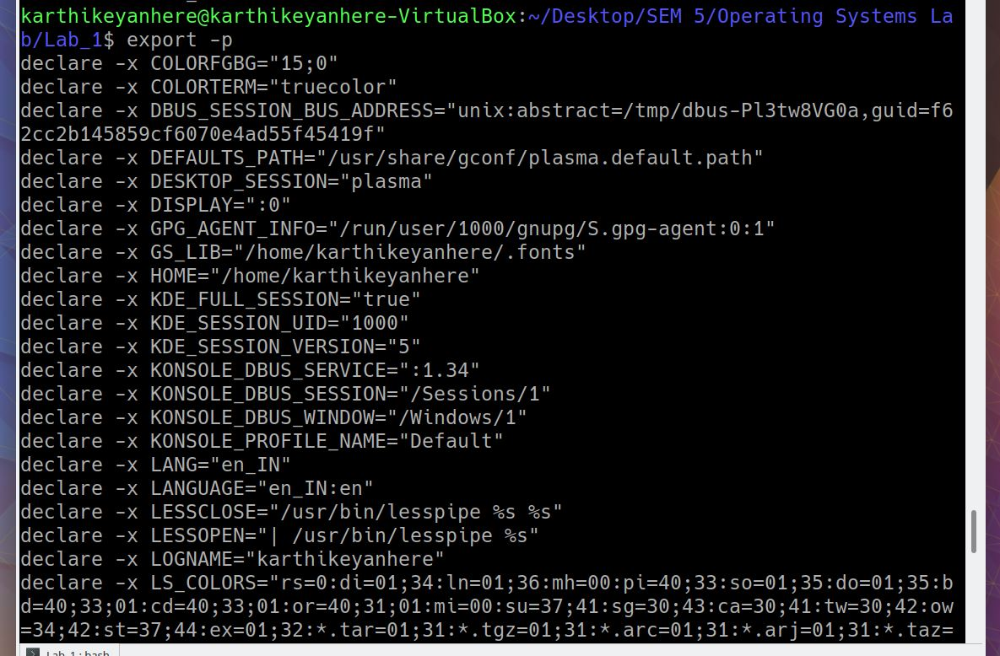 karthikeyanhere@karthikeyanhere-VirtualBox:~/Desktop/SEM 5/Operating Systems La
b/Lab_1$ export -p
declare -x COLORFGBG="15;0"
declare -x COLORTERM="truecolor"
declare -x DBUS_SESSION_BUS_ADDRESS="unix:abstract=/tmp/dbus-Pl3tw8VG0a,guid=f6
2cc2b145859cf6070e4ad55f45419f"
declare -x DEFAULTS_PATH="/usr/share/gconf/plasma.default.path"
declare -x DESKTOP_SESSION="plasma"
declare -x DISPLAY=":0"
declare -x GPG_AGENT_INFO="/run/user/1000/gnupg/S.gpg-agent:0:1"
declare -x GS_LIB="/home/karthikeyanhere/.fonts"
declare -x HOME="/home/karthikeyanhere"
declare -x KDE_FULL_SESSION="true"
declare -x KDE_SESSION_UID="1000"
declare -x KDE_SESSION_VERSION="5"
declare -x KONSOLE_DBUS_SERVICE=":1.34"
declare -x KONSOLE_DBUS_SESSION="/Sessions/1"
declare -x KONSOLE_DBUS_WINDOW="/Windows/1"
declare -x KONSOLE_PROFILE_NAME="Default"
declare -x LANG="en_IN"
declare -x LANGUAGE="en_IN:en"
declare -x LESSCLOSE="/usr/bin/lesspipe %s %s"
declare -x LESSOPEN="| /usr/bin/lesspipe %s"
declare -x LOGNAME="karthikeyanhere"
declare -x LS_COLORS="rs=0:di=01;34:ln=01;36:mh=00:pi=40;33:so=01;35:do=01;35:b
d=40;33;01:cd=40;33;01:or=40;31;01:mi=00:su=37;41:sg=30;43:ca=30;41:tw=30;42:ow
=34;42:st=37;44:ex=01;32:*.tar=01;31:*.tgz=01;31:*.arc=01;31:*.arj=01;31:*.taz=
Lab_1 : bash